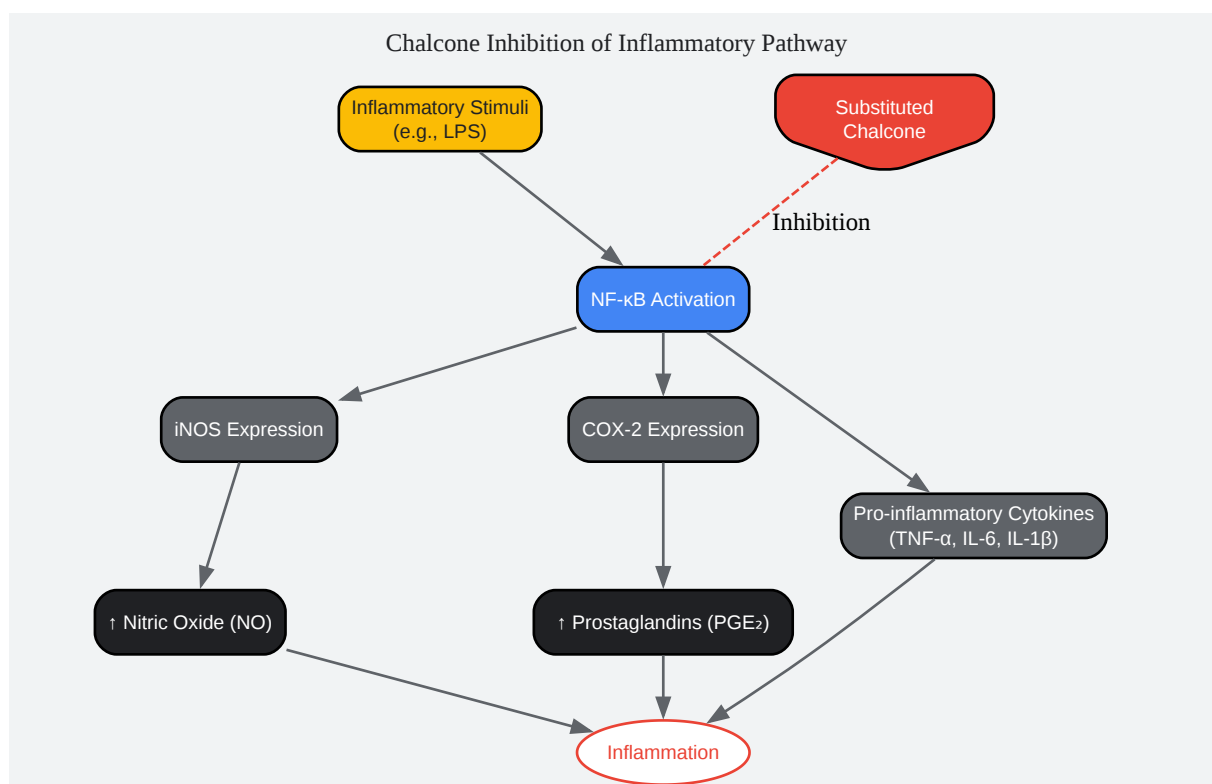 Chalcone Inhibition of Inflammatory Pathway
Inflammatory Stimuli
(e.g., LPS)
Substituted
Chalcone
Inhibition
NF-κB Activation
iNOS Expression
COX-2 Expression
Pro-inflammatory Cytokines
(TNF-α, IL-6, IL-1β)
↑ Nitric Oxide (NO)
↑ Prostaglandins (PGE₂)
Inflammation